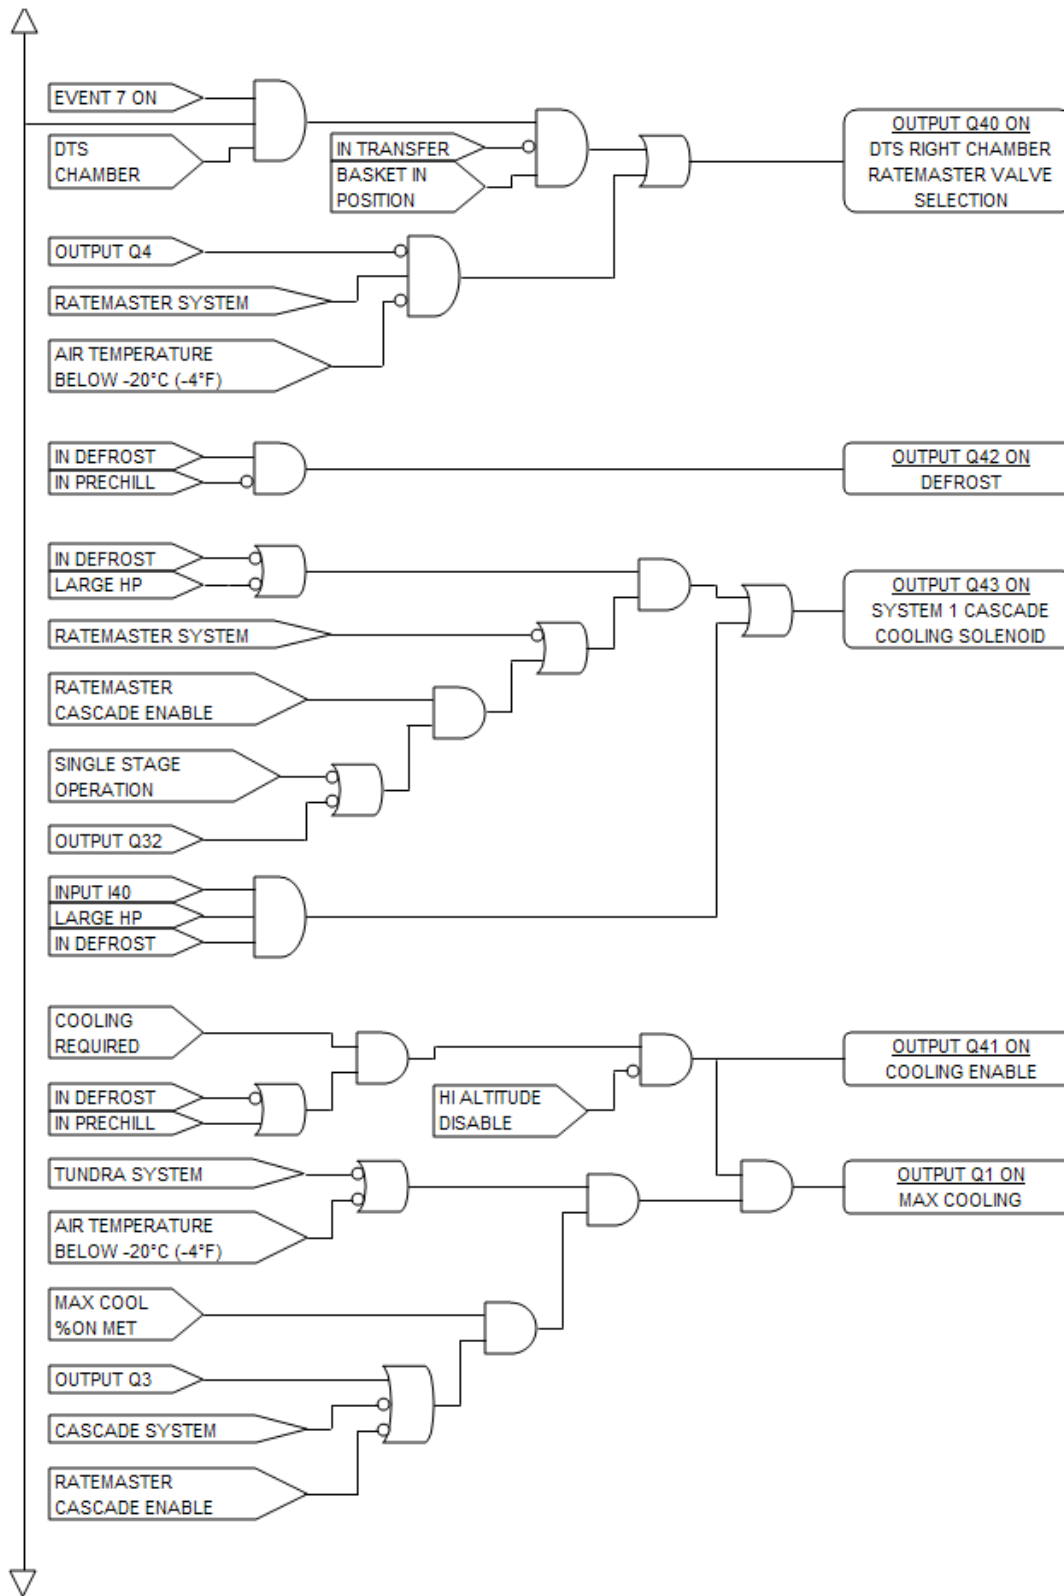 EVENT 7 ON
DTS
CHAMBER
IN TRANSFER
BASKET IN
POSITION
OUTPUT Q40 ON
DTS RIGHT CHAMBER
RATEMASTER VALVE
SELECTION
OUTPUT Q4
RATEMASTER SYSTEM
AIR TEMPERATURE
BELOW -20°C (-4°F)
IN DEFROST
IN PRECHILL
OUTPUT Q42 ON
DEFROST
IN DEFROST
LARGE HP
RATEMASTER SYSTEM
RATEMASTER
CASCADE ENABLE
SINGLE STAGE
OPERATION
OUTPUT Q32
INPUT I40
LARGE HP
IN DEFROST
OUTPUT Q43 ON
SYSTEM 1 CASCADE
COOLING SOLENOID
COOLING
REQUIRED
IN DEFROST
IN PRECHILL
HI ALTITUDE
DISABLE
OUTPUT Q41 ON
COOLING ENABLE
TUNDRA SYSTEM
AIR TEMPERATURE
BELOW -20°C (-4°F)
MAX COOL
%ON MET
OUTPUT Q3
CASCADE SYSTEM
RATEMASTER
CASCADE ENABLE
OUTPUT Q1 ON
MAX COOLING